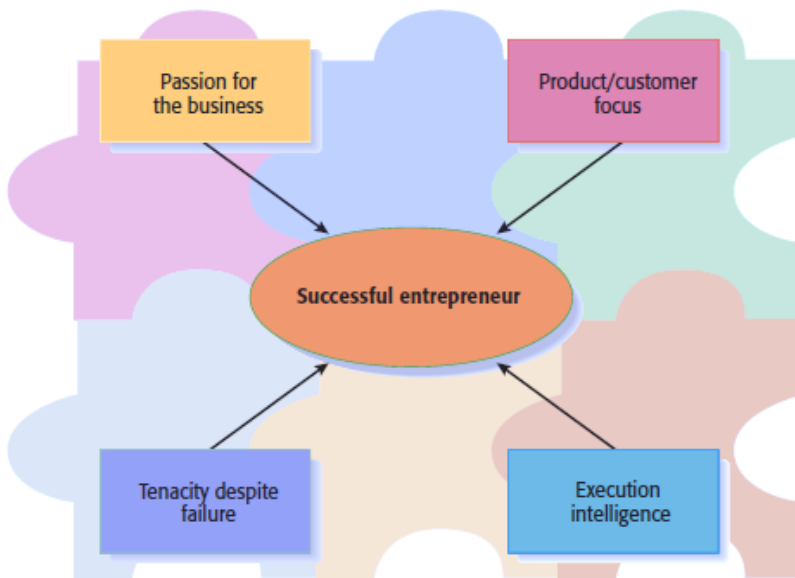 Passion for
the business
Product/customer
focus
Successful entrepreneur
Tenacity despite
failure
Execution
intelligence